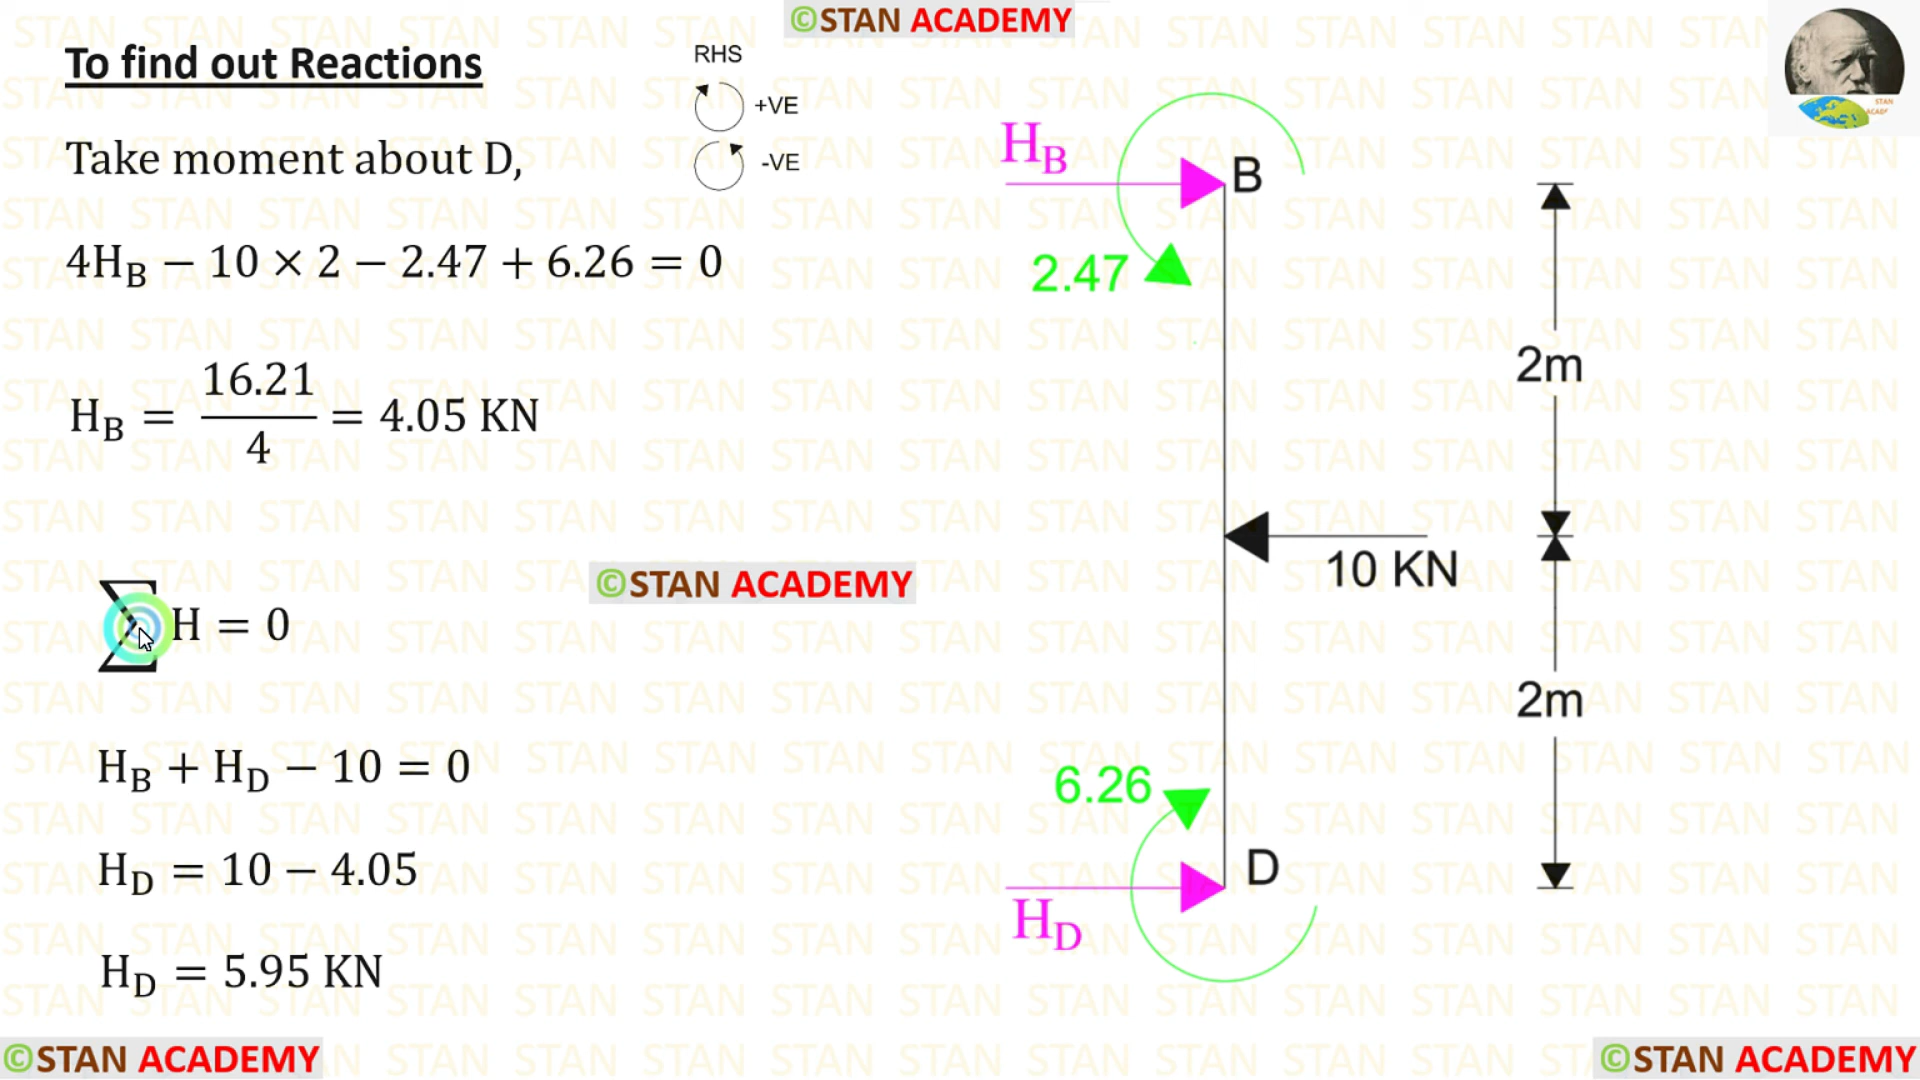 ©STAN ACADEMY
To find out Reactions
RHS
+VE
-VE
Take moment about D,
4H_B − 10 × 2 − 2.47 + 6.26 = 0
H_B = 16.21/4 = 4.05 KN
©STAN ACADEMY
∑H = 0
H_B + H_D − 10 = 0
H_D = 10 − 4.05
H_D = 5.95 KN
H_B
B
2.47
2m
10 KN
2m
6.26
D
H_D
STAN
ACADEMY
©STAN ACADEMY
©STAN ACADEMY